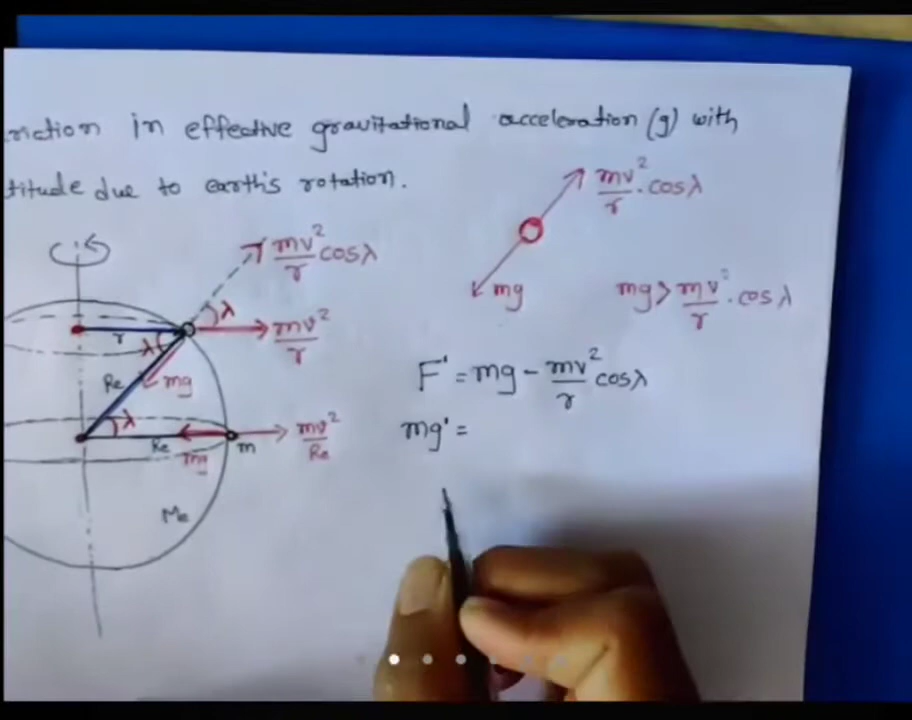 in effective gravitational acceleration (g) with
due to earth's rotation.
mv²/r · cosλ
mv²/r cosλ
mg
mg > mv²/r · cosλ
λ
mv²/r
r
λ
Re
mg
F' = mg - mv²/r cosλ
λ
mg' =
Re
mg
m
mv²/Re
Me